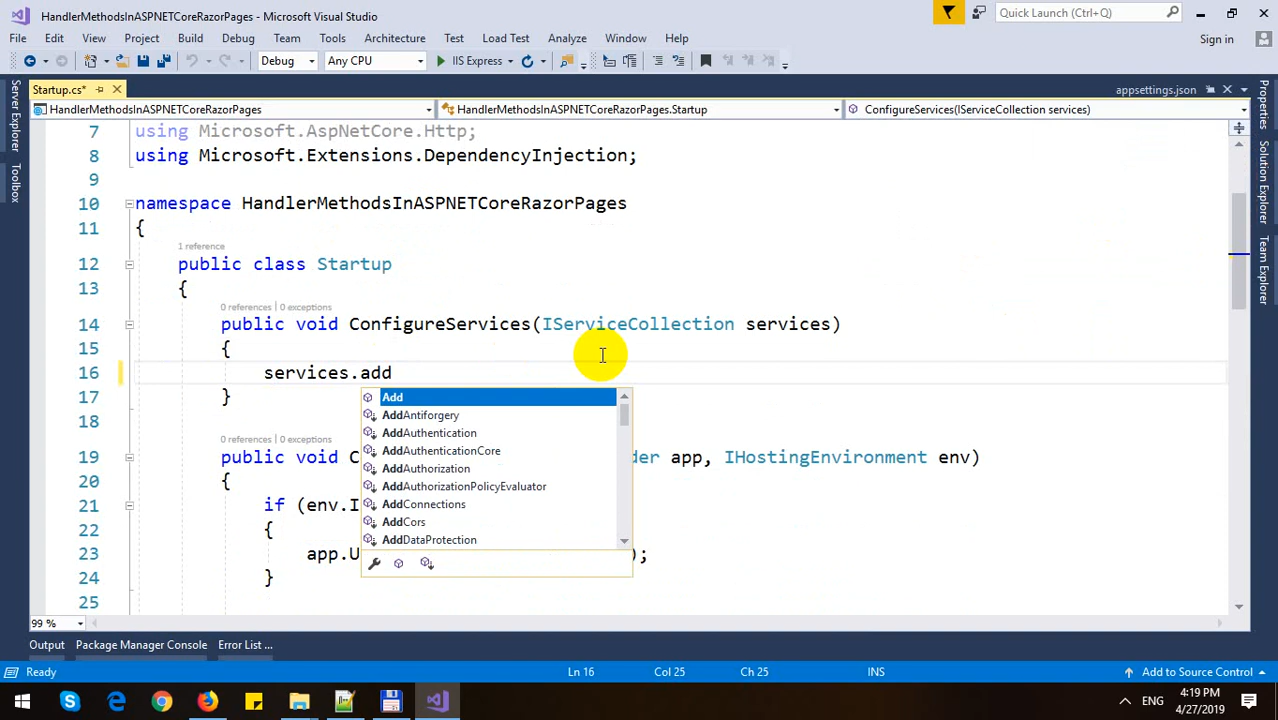 HandlerMethodsInASPNETCoreRazorPages - Microsoft Visual Studio
Quick Launch (Ctrl+Q)
File Edit View Project Build Debug Team Tools Architecture Test Load Test Analyze Window Help
Sign in
Debug Any CPU IIS Express
Startup.cs*
appsettings.json
HandlerMethodsInASPNETCoreRazorPages
HandlerMethodsInASPNETCoreRazorPages.Startup
ConfigureServices(IServiceCollection services)
Server Explorer
Toolbox
Properties
Solution Explorer
Team Explorer
7 using Microsoft.AspNetCore.Http;
8 using Microsoft.Extensions.DependencyInjection;
9
10 namespace HandlerMethodsInASPNETCoreRazorPages
11 {
1 reference
12 public class Startup
13 {
0 references | 0 exceptions
14 public void ConfigureServices(IServiceCollection services)
15 {
16 services.add
17 }
18
0 references | 0 exceptions
19 public void C der app, IHostingEnvironment env)
20 {
21 if (env.I
22 {
23 app.U );
24 }
25
Add
AddAntiforgery
AddAuthentication
AddAuthenticationCore
AddAuthorization
AddAuthorizationPolicyEvaluator
AddConnections
AddCors
AddDataProtection
99 %
Output Package Manager Console Error List ...
Ready Ln 16 Col 25 Ch 25 INS Add to Source Control
ENG
4:19 PM
4/27/2019